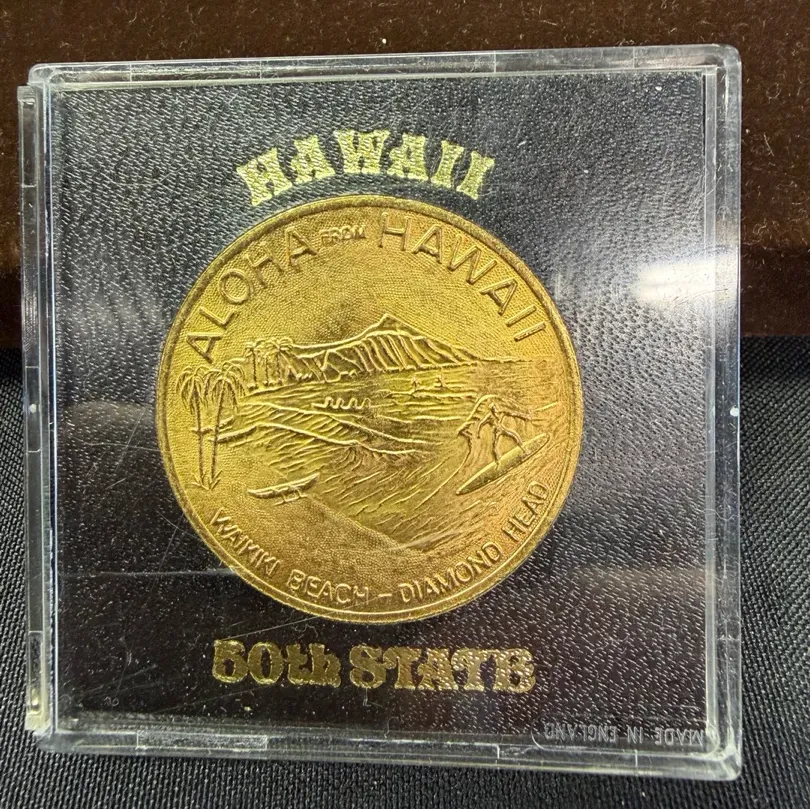 HAWAII
ALOHA FROM HAWAII
WAIKIKI BEACH - DIAMOND HEAD
50th STATE
MADE IN ENGLAND